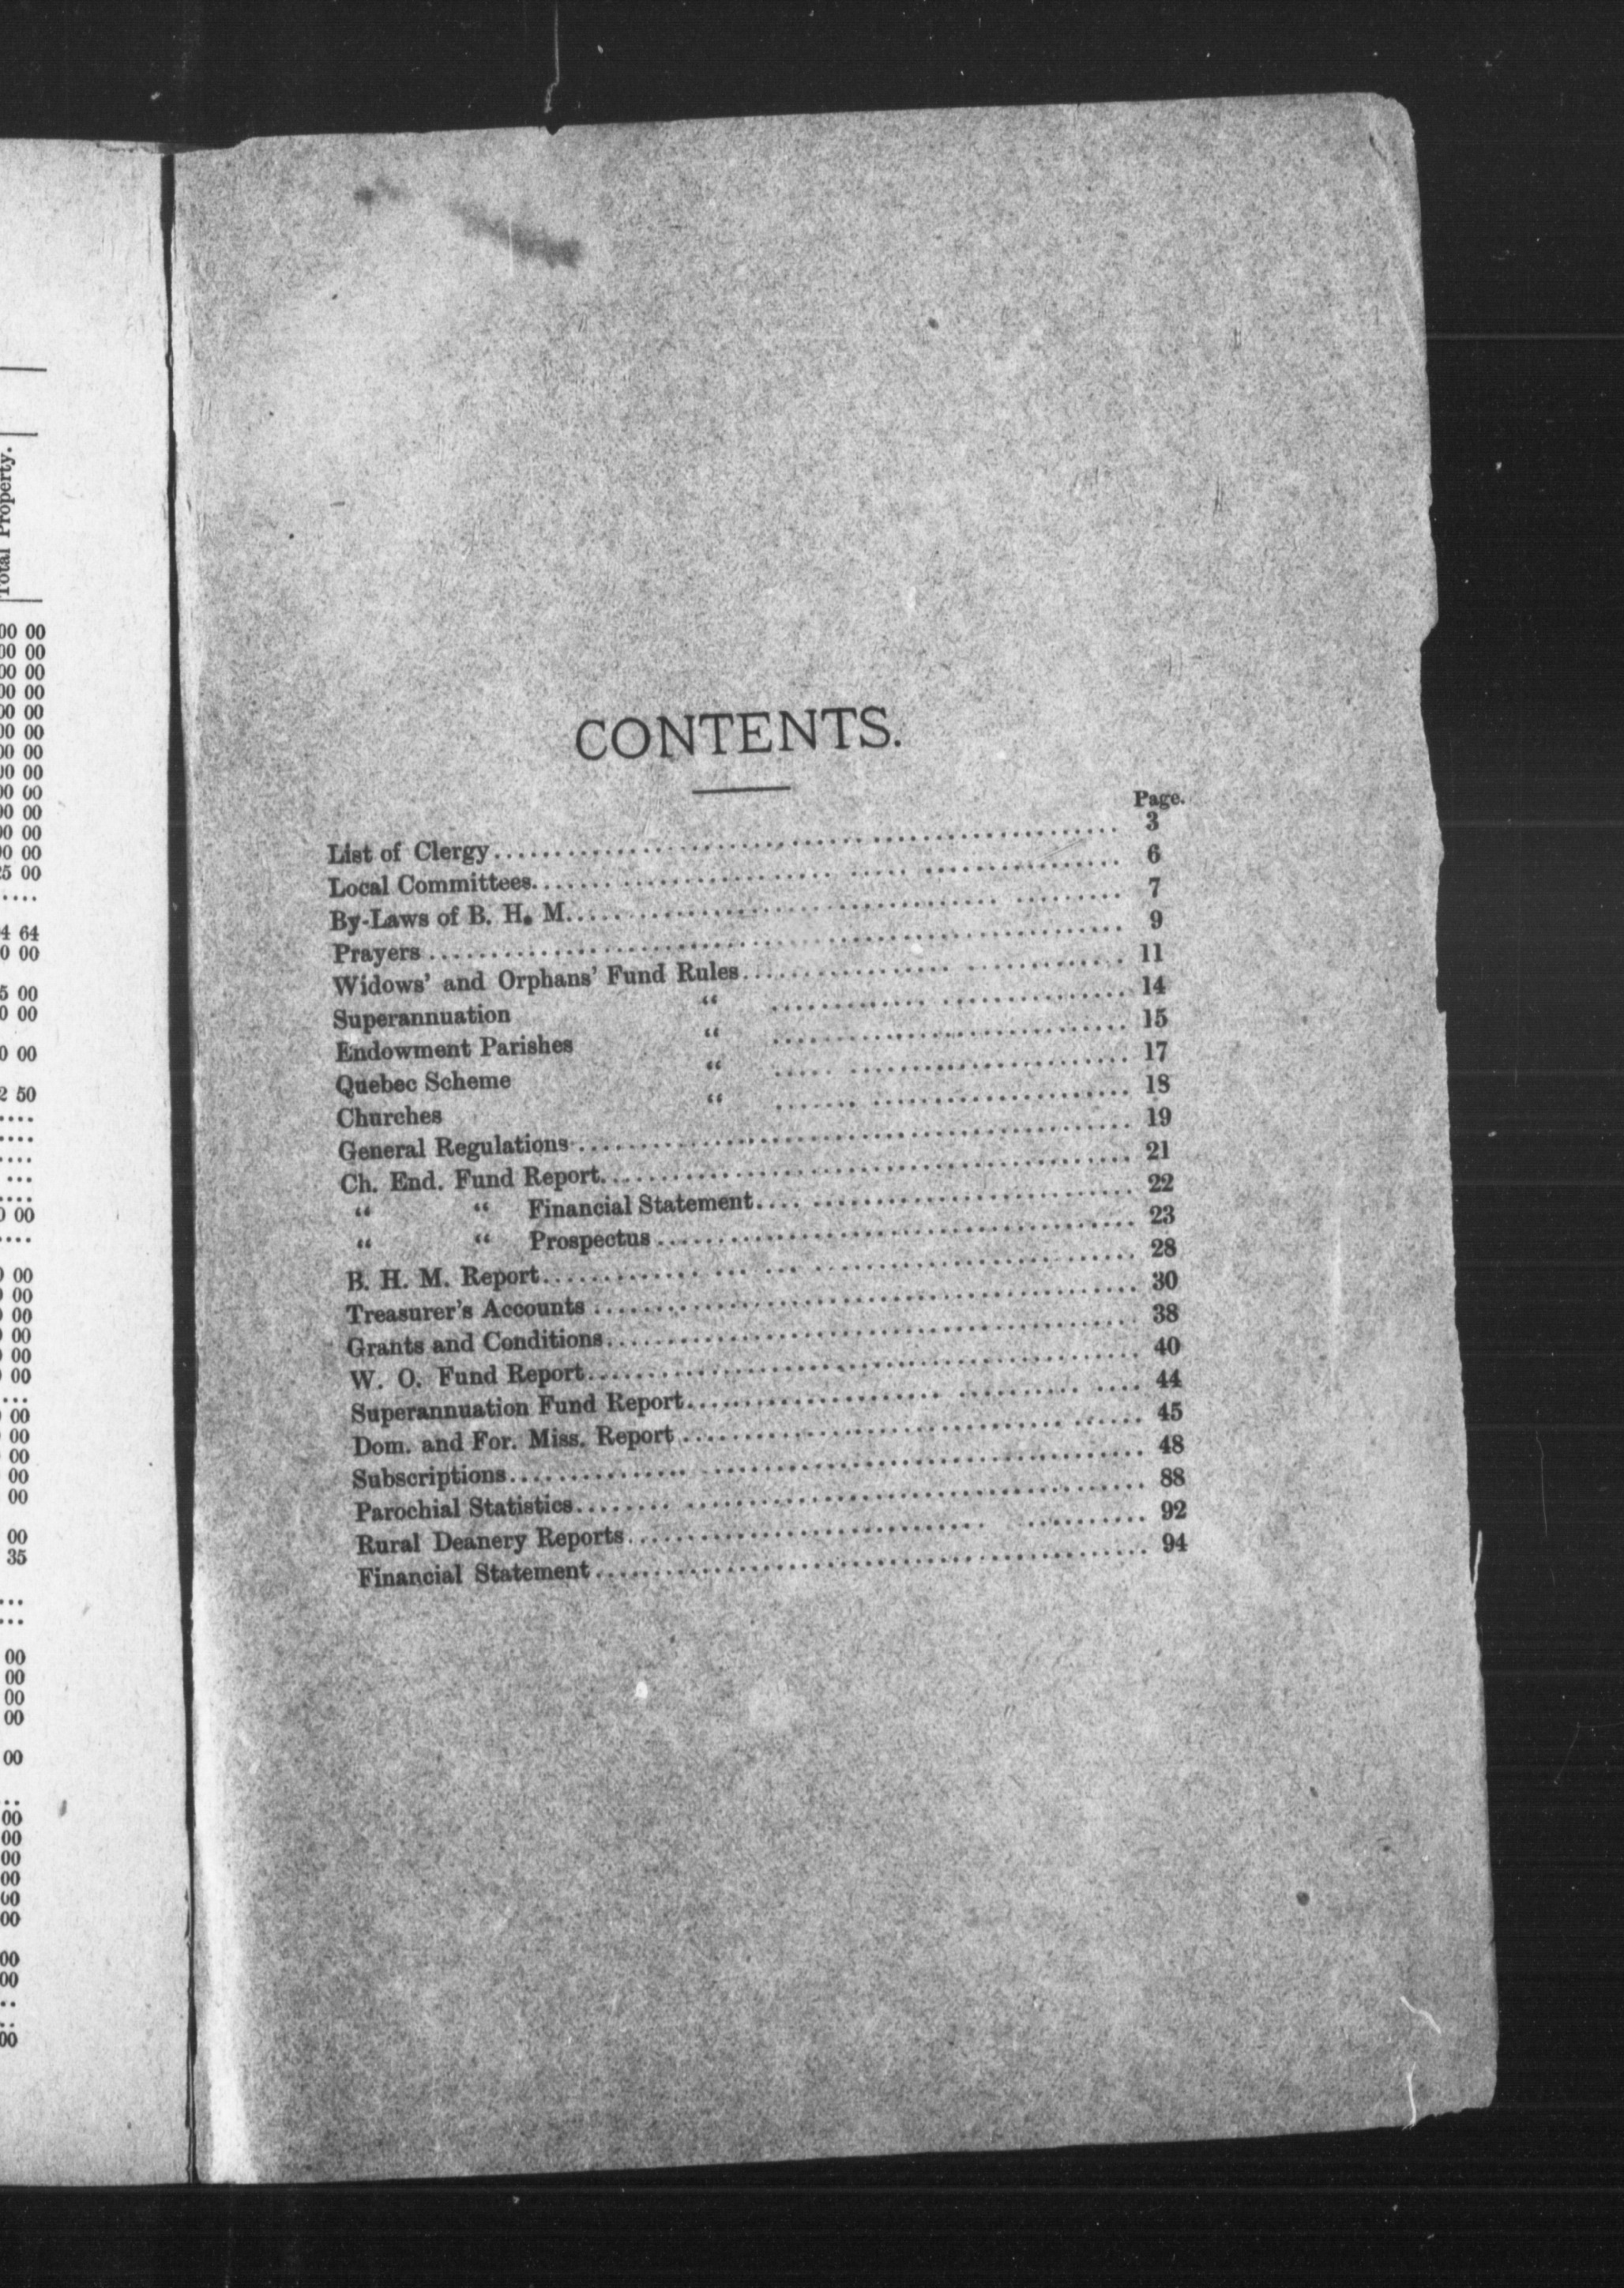 Total Property.
CONTENTS.
Page.
List of Clergy........................................ 3
Local Committees........................................ 6
By-Laws of B. H. M........................................ 7
Prayers........................................ 9
Widows' and Orphans' Fund Rules.............................. 11
Superannuation “ .............................. 14
Endowment Parishes “ .............................. 15
Quebec Scheme “ .............................. 17
Churches “ .............................. 18
General Regulations........................................ 19
Ch. End. Fund Report........................................ 21
“ “ Financial Statement.............................. 22
“ “ Prospectus........................................ 23
B. H. M. Report........................................ 28
Treasurer's Accounts........................................ 30
Grants and Conditions........................................ 38
W. O. Fund Report........................................ 40
Superannuation Fund Report.............................. 44
Dom. and For. Miss. Report.............................. 45
Subscriptions........................................ 48
Parochial Statistics........................................ 88
Rural Deanery Reports........................................ 92
Financial Statement........................................ 94